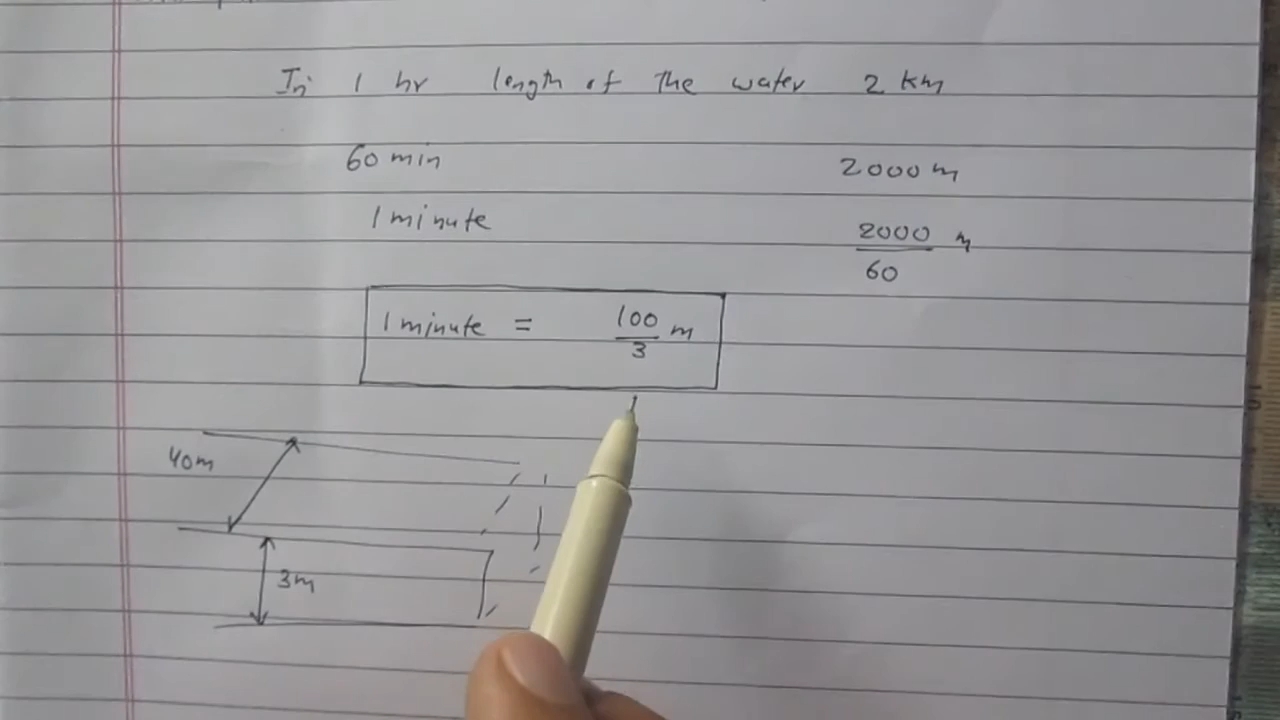 In 1 hr length of the water 2 km
60 min 2000 m
1 minute 2000/60 m
1 minute = 100/3 m
40m
3m